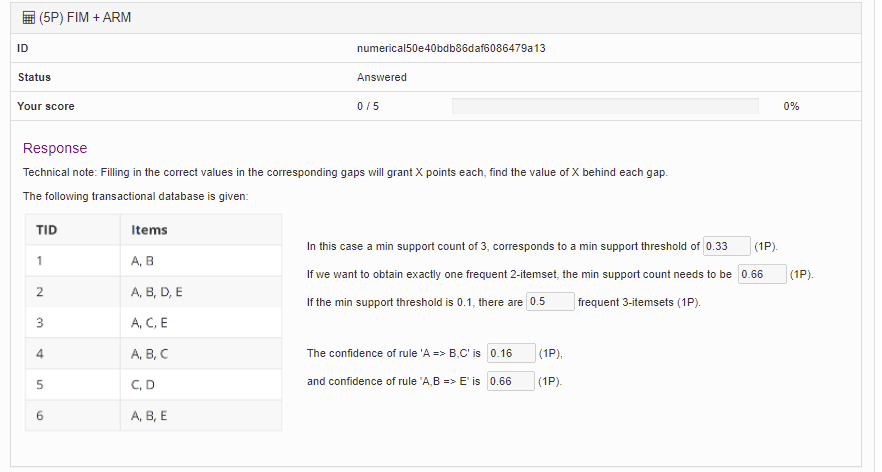 (5P) FIM + ARM
ID numerical50e40bdb86daf6086479a13
Status Answered
Your score 0 / 5 0%
Response
Technical note: Filling in the correct values in the corresponding gaps will grant X points each, find the value of X behind each gap.
The following transactional database is given:
TID Items
1 A, B
2 A, B, D, E
3 A, C, E
4 A, B, C
5 C, D
6 A, B, E
In this case a min support count of 3, corresponds to a min support threshold of 0.33 (1P).
If we want to obtain exactly one frequent 2-itemset, the min support count needs to be 0.66 (1P).
If the min support threshold is 0.1, there are 0.5 frequent 3-itemsets (1P).
The confidence of rule 'A => B,C' is 0.16 (1P),
and confidence of rule 'A,B => E' is 0.66 (1P).